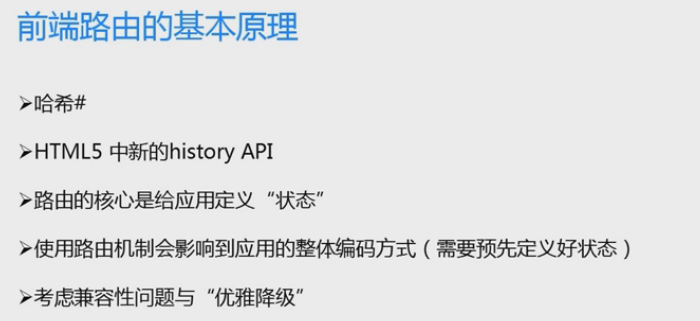 前端路由的基本原理
➢哈希#
➢HTML5 中新的history API
➢路由的核心是给应用定义“状态”
➢使用路由机制会影响到应用的整体编码方式（需要预先定义好状态）
➢考虑兼容性问题与“优雅降级”